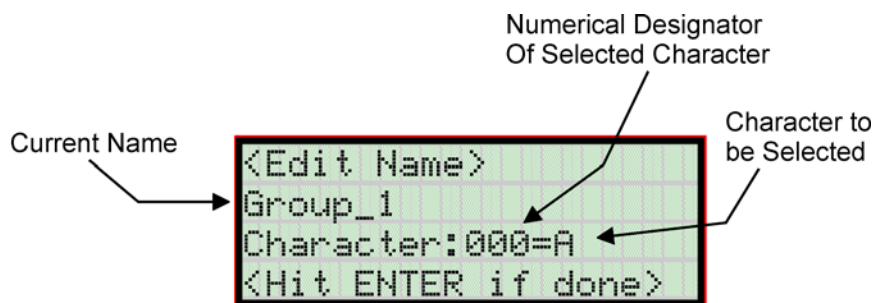 Numerical Designator
Of Selected Character
Character to
be Selected
Current Name
<Edit Name>
Group_1
Character:000=A
<Hit ENTER if done>